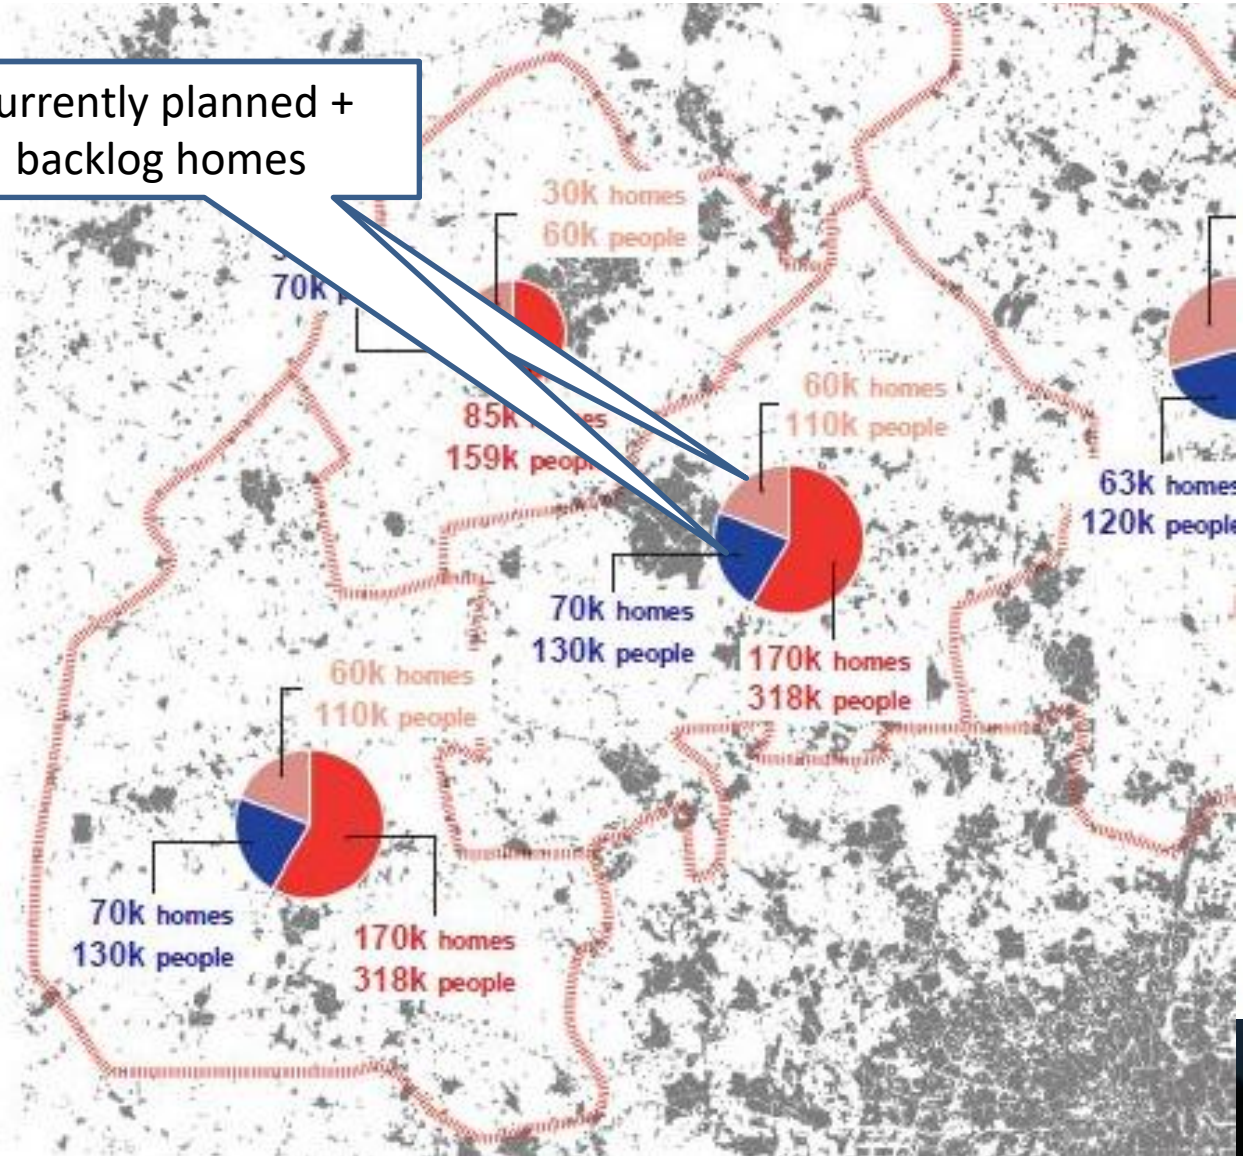 urrently planned +
backlog homes
30k homes
60k people
70k
85k
159k people
60k homes
110k people
63k homes
120k people
70k homes
130k people
170k homes
318k people
60k homes
110k people
70k homes
130k people
170k homes
318k people